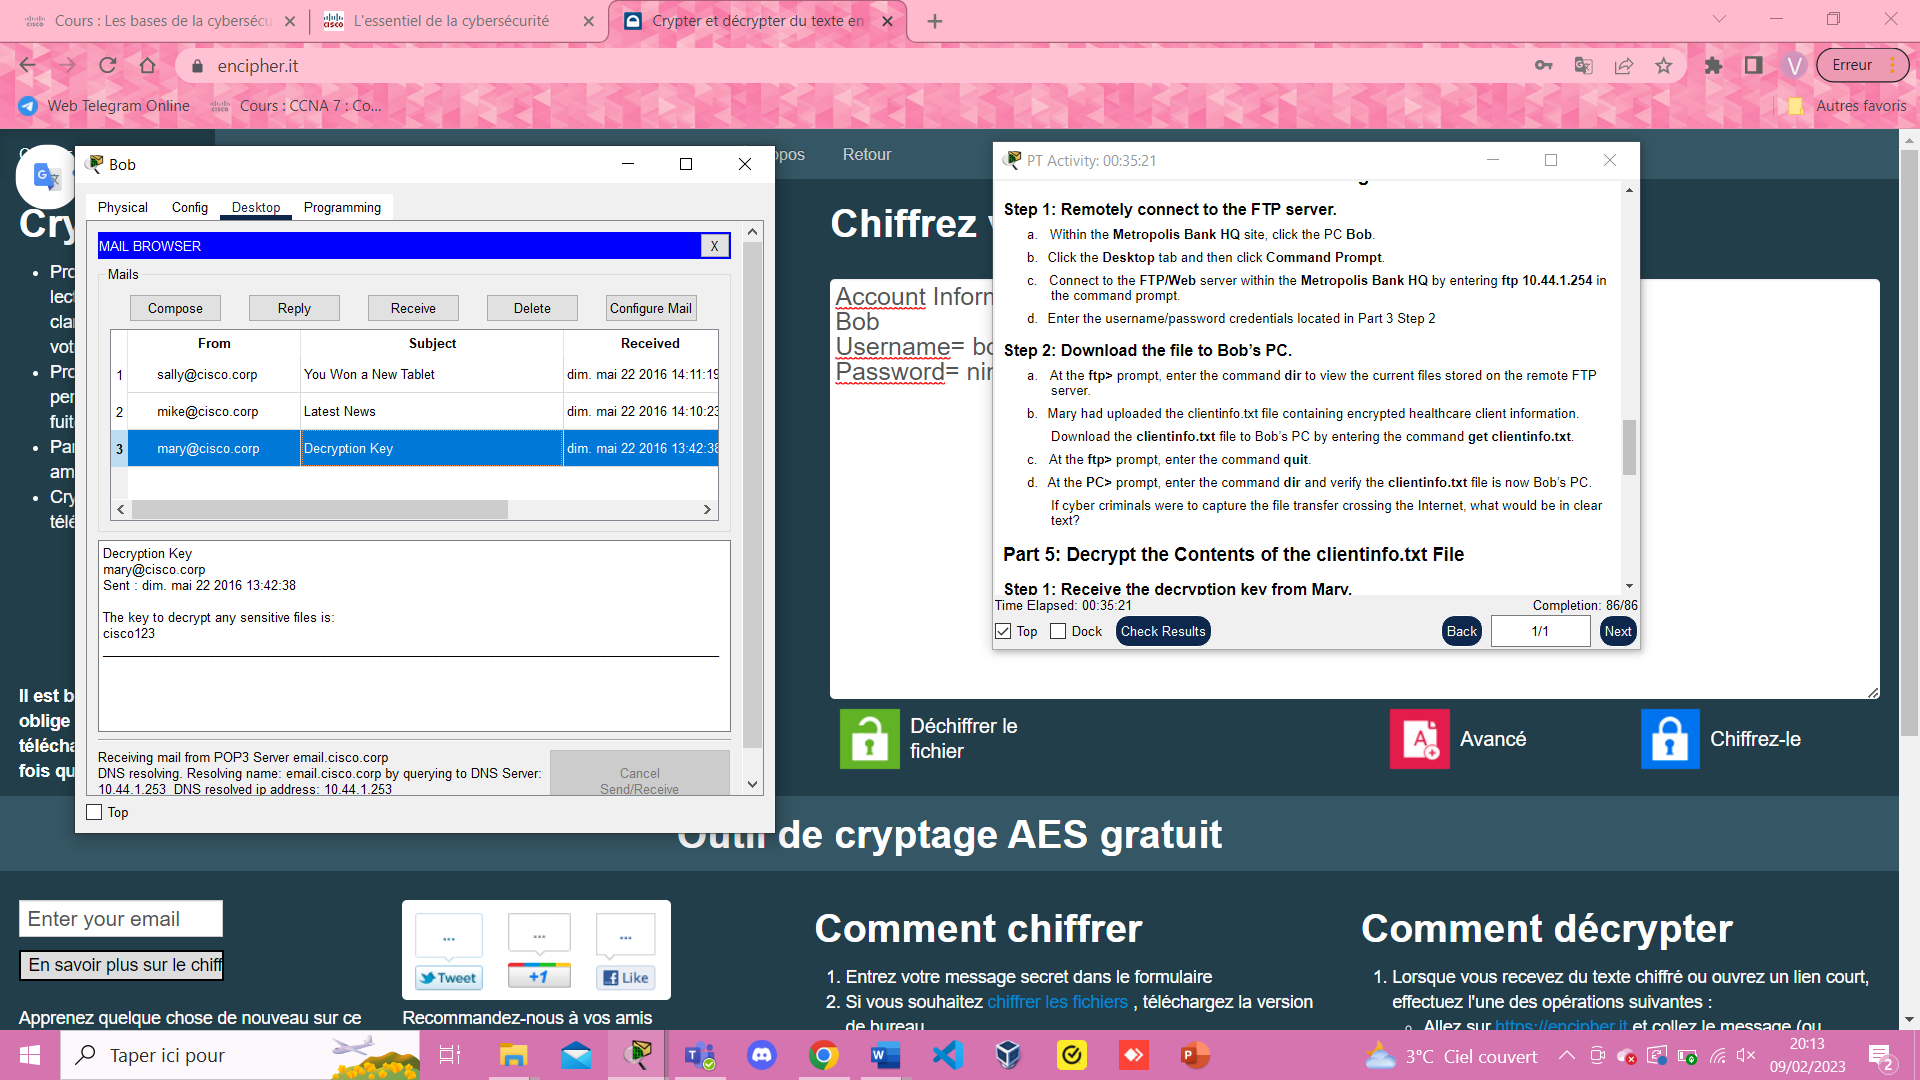 Cours : Les bases de la cybersécu
L'essentiel de la cybersécurité
Crypter et décrypter du texte en
encipher.it
V
Erreur
Web Telegram Online
Cours : CCNA 7 : Co...
Autres favoris
Retour
Bob
Physical
Config
Desktop
Programming
MAIL BROWSER
X
Mails
Compose
Reply
Receive
Delete
Configure Mail
From
Subject
Received
1
sally@cisco.corp
You Won a New Tablet
dim. mai 22 2016 14:11:19
2
mike@cisco.corp
Latest News
dim. mai 22 2016 14:10:23
3
mary@cisco.corp
Decryption Key
dim. mai 22 2016 13:42:38
Decryption Key
mary@cisco.corp
Sent : dim. mai 22 2016 13:42:38
The key to decrypt any sensitive files is:
cisco123
Receiving mail from POP3 Server email.cisco.corp
DNS resolving. Resolving name: email.cisco.corp by querying to DNS Server:
10.44.1.253 DNS resolved ip address: 10.44.1.253
Cancel
Send/Receive
Top
Il est b
oblige
télécha
fois qu
Chiffrez
Account Inforn
Bob
Username= bo
Password= nin
PT Activity: 00:35:21
Step 1: Remotely connect to the FTP server.
a. Within the Metropolis Bank HQ site, click the PC Bob.
b. Click the Desktop tab and then click Command Prompt.
c. Connect to the FTP/Web server within the Metropolis Bank HQ by entering ftp 10.44.1.254 in
the command prompt.
d. Enter the username/password credentials located in Part 3 Step 2
Step 2: Download the file to Bob's PC.
a. At the ftp> prompt, enter the command dir to view the current files stored on the remote FTP
server.
b. Mary had uploaded the clientinfo.txt file containing encrypted healthcare client information.
Download the clientinfo.txt file to Bob's PC by entering the command get clientinfo.txt.
c. At the ftp> prompt, enter the command quit.
d. At the PC> prompt, enter the command dir and verify the clientinfo.txt file is now Bob's PC.
If cyber criminals were to capture the file transfer crossing the Internet, what would be in clear
text?
Part 5: Decrypt the Contents of the clientinfo.txt File
Step 1: Receive the decryption key from Mary.
Time Elapsed: 00:35:21
Completion: 86/86
Top
Dock
Check Results
Back
1/1
Next
Déchiffrer le
fichier
Avancé
Chiffrez-le
Outil de cryptage AES gratuit
Enter your email
En savoir plus sur le chiff
Apprenez quelque chose de nouveau sur ce
Tweet
+1
Like
Recommandez-nous à vos amis
Comment chiffrer
1. Entrez votre message secret dans le formulaire
2. Si vous souhaitez chiffrer les fichiers , téléchargez la version
de bureau
Comment décrypter
1. Lorsque vous recevez du texte chiffré ou ouvrez un lien court,
effectuez l'une des opérations suivantes :
Allez sur https://encipher.it et collez le message (ou
Taper ici pour
3°C Ciel couvert
20:13
09/02/2023
2